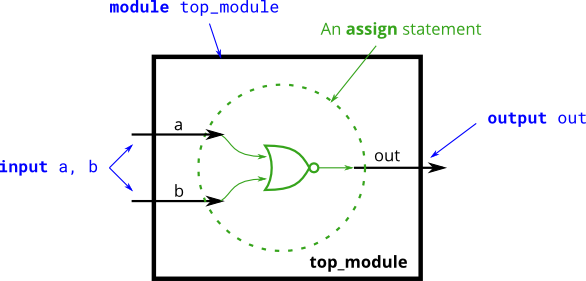 module top_module
An assign statement
a
output out
out
input a, b
b
top_module